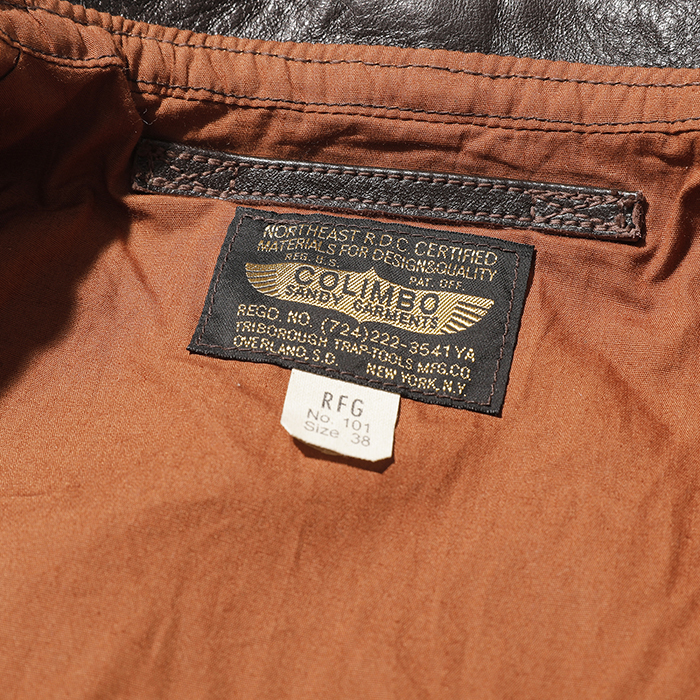 NORTHEAST R.D.C. CERTIFIED
MATERIALS FOR DESIGN&QUALITY
REG. U.S. PAT. OFF.
COLIMBO
SANDY GARMENTS
REGD. NO. (724)222-3541YA
TRIBOROUGH TRAP-TOOLS MFG.CO.
OVERLAND, S.D. NEW YORK, N.Y.
RFG
No. 101
Size 38